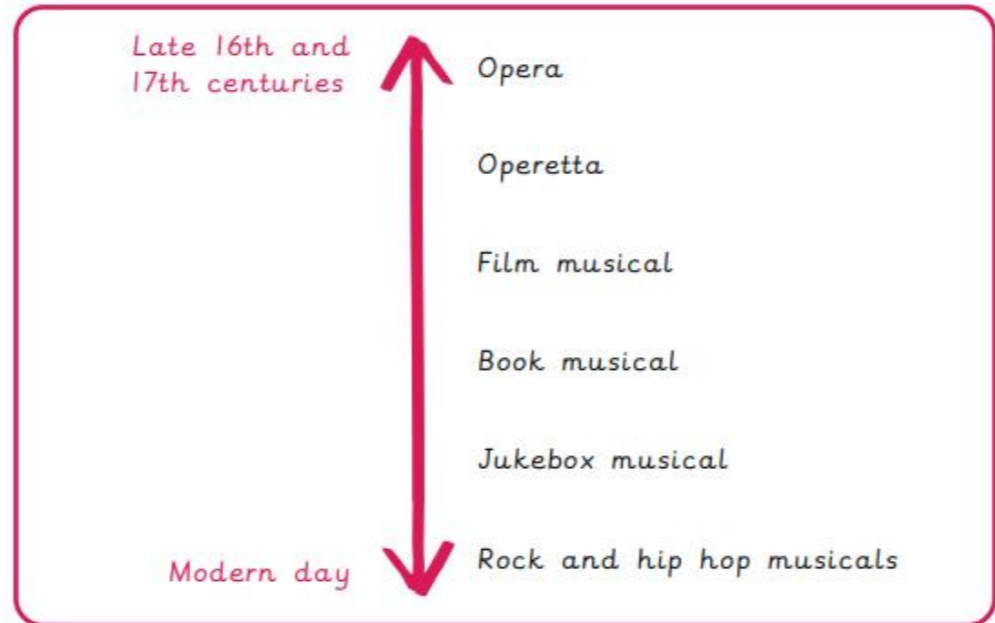 Late 16th and
17th centuries
Opera
Operetta
Film musical
Book musical
Jukebox musical
Modern day
Rock and hip hop musicals